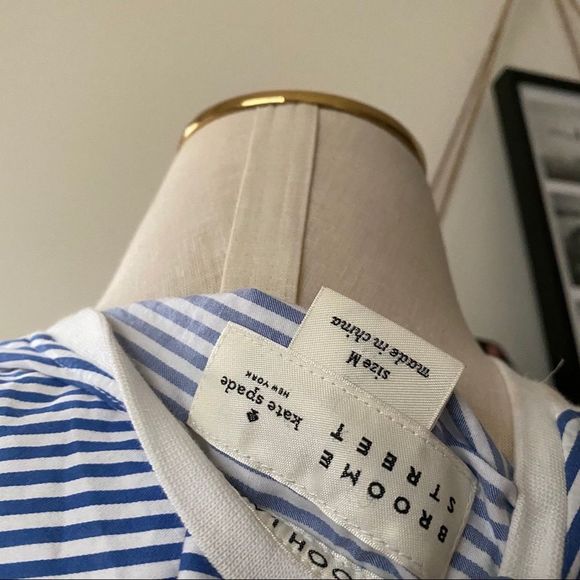 kate spade
NEW YORK
BROOME
STREET
size M
made in china